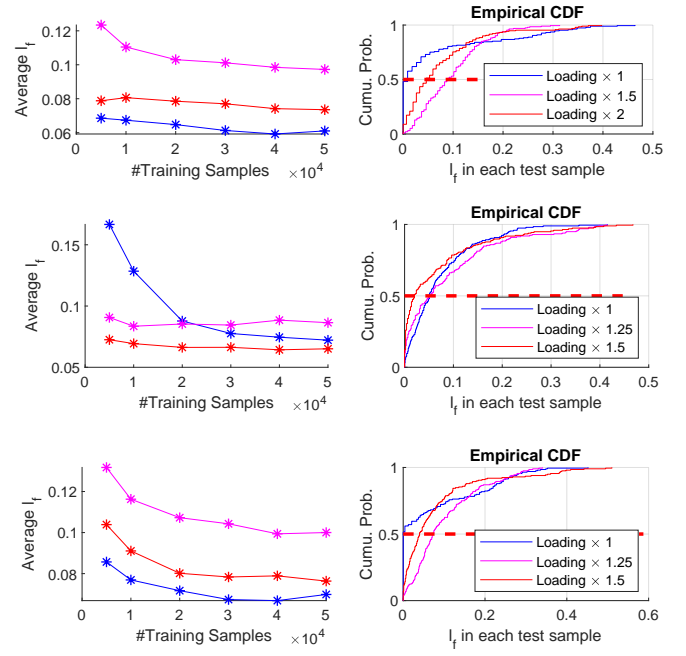 0.12
0.1
0.08
0.06
Average I_f
0 1 2 3 4 5
#Training Samples ×10^4
Empirical CDF
1
0.5
0
Cumu. Prob.
Loading × 1
Loading × 1.5
Loading × 2
0 0.1 0.2 0.3 0.4 0.5
I_f in each test sample
0.15
0.1
0.05
Average I_f
0 1 2 3 4 5
#Training Samples ×10^4
Empirical CDF
1
0.5
0
Cumu. Prob.
Loading × 1
Loading × 1.25
Loading × 1.5
0 0.1 0.2 0.3 0.4 0.5
I_f in each test sample
0.12
0.1
0.08
Average I_f
0 1 2 3 4 5
#Training Samples ×10^4
Empirical CDF
1
0.5
0
Cumu. Prob.
Loading × 1
Loading × 1.25
Loading × 1.5
0 0.2 0.4 0.6
I_f in each test sample